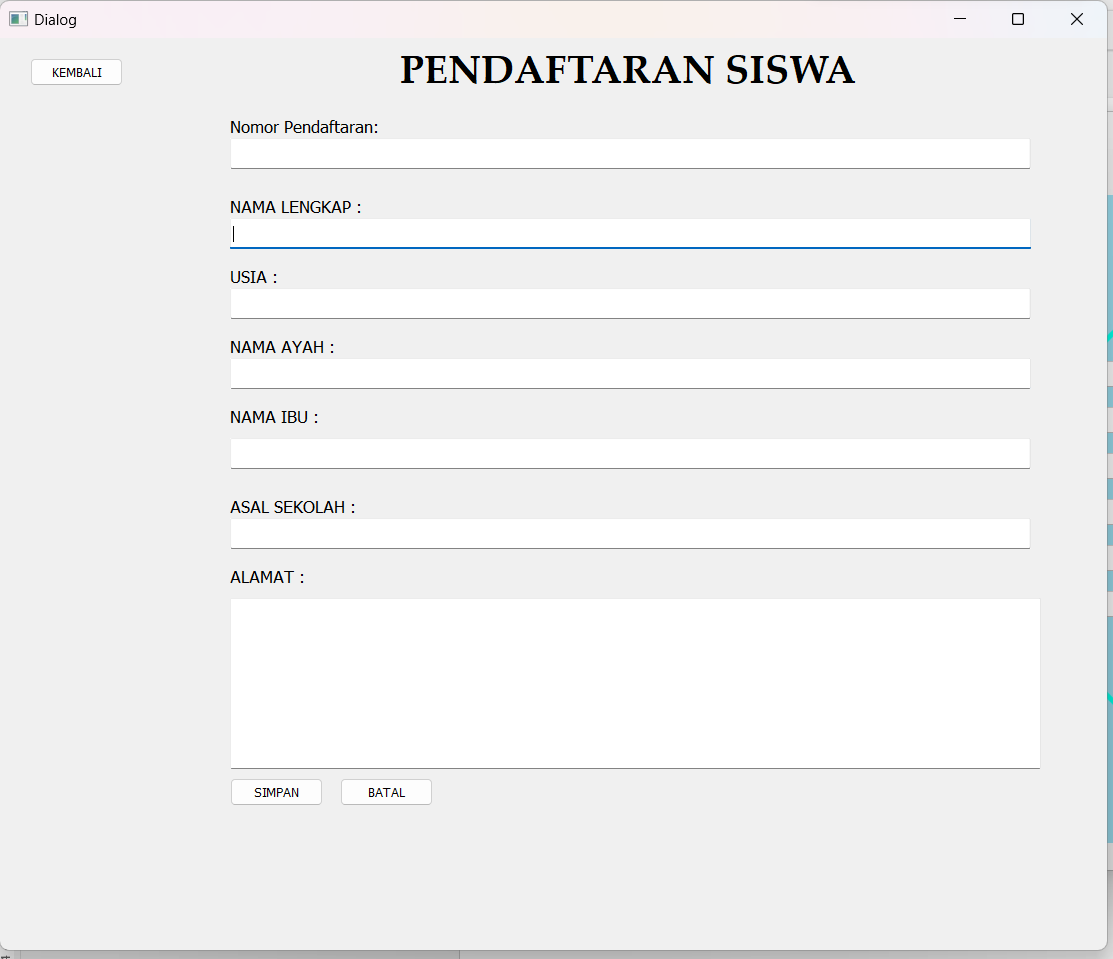 Dialog
KEMBALI
PENDAFTARAN SISWA
Nomor Pendaftaran:
NAMA LENGKAP :
USIA :
NAMA AYAH :
NAMA IBU :
ASAL SEKOLAH :
ALAMAT :
SIMPAN
BATAL